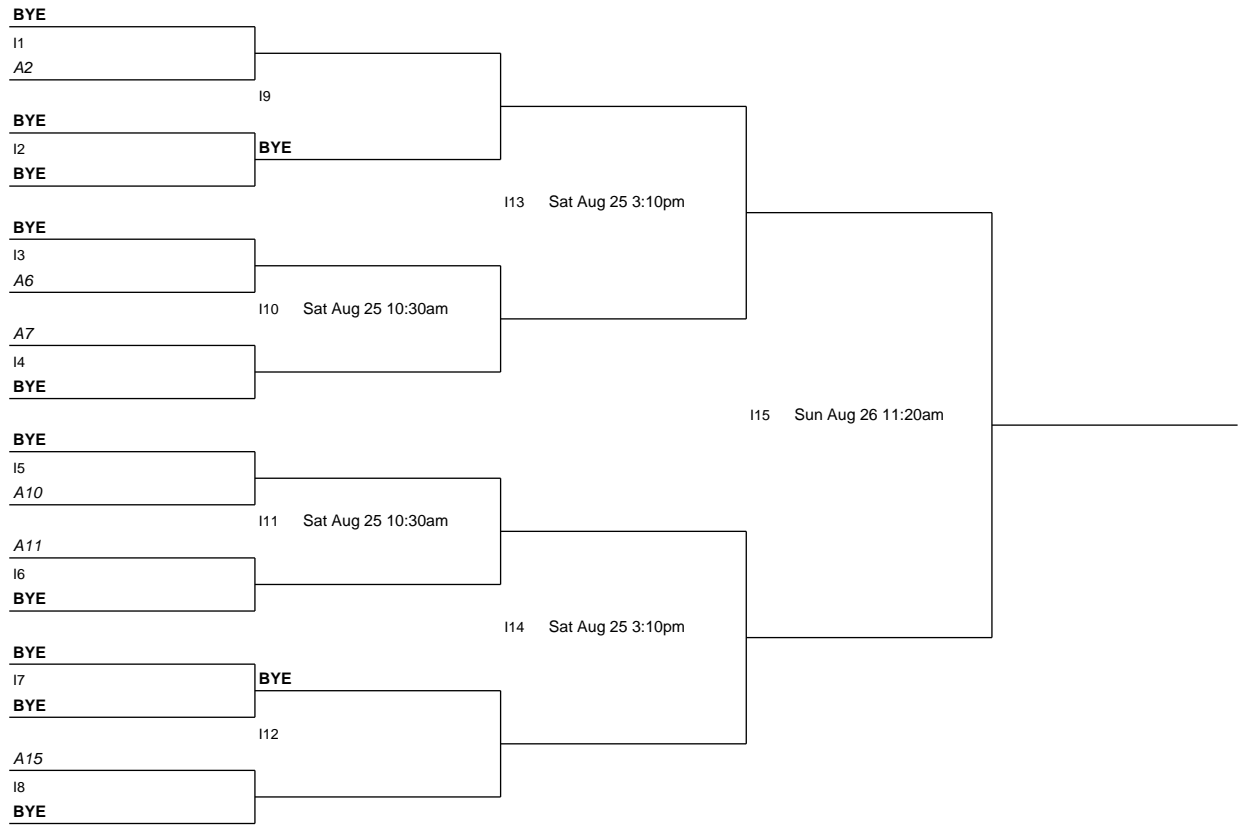 BYE
I1
A2
I9
BYE
I2
BYE
BYE
I13 Sat Aug 25 3:10pm
BYE
I3
A6
I10 Sat Aug 25 10:30am
A7
I4
BYE
I15 Sun Aug 26 11:20am
BYE
I5
A10
I11 Sat Aug 25 10:30am
A11
I6
BYE
I14 Sat Aug 25 3:10pm
BYE
I7
BYE
BYE
I12
A15
I8
BYE